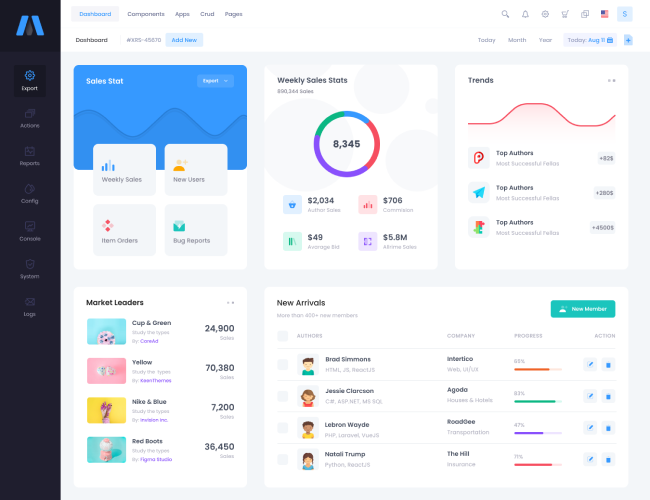 Dashboard
Components
Apps
Crud
Pages
S
Dashboard
#XRS-45670
Add New
Today
Month
Year
Today: Aug 11
Export
Actions
Reports
Config
Console
System
Logs
Sales Stat
Export
Weekly Sales
New Users
Item Orders
Bug Reports
Weekly Sales Stats
890,344 Sales
8,345
$2,034
Author Sales
$706
Commision
$49
Avarage Bid
$5.8M
Alltime Sales
Trends
Top Authors
Most Successful Fellas
+82$
Top Authors
Most Successful Fellas
+280$
Top Authors
Most Successful Fellas
+4500$
Market Leaders
Cup & Green
Study the types
By: CoreAd
24,900
Sales
Yellow
Study the types
By: KeenThemes
70,380
Sales
Nike & Blue
Study the types
By: Invision Inc.
7,200
Sales
Red Boots
Study the types
By: Figma Studio
36,450
Sales
New Arrivals
More than 400+ new members
New Member
AUTHORS
COMPANY
PROGRESS
ACTION
Brad Simmons
HTML, JS, ReactJS
Intertico
Web, UI/UX
Jessie Clarcson
C#, ASP.NET, MS SQL
Agoda
Houses & Hotels
83%
Lebron Wayde
PHP, Laravel, VueJS
RoadGee
Transportation
47%
Natali Trump
Python, ReactJS
The Hill
Insurance
71%